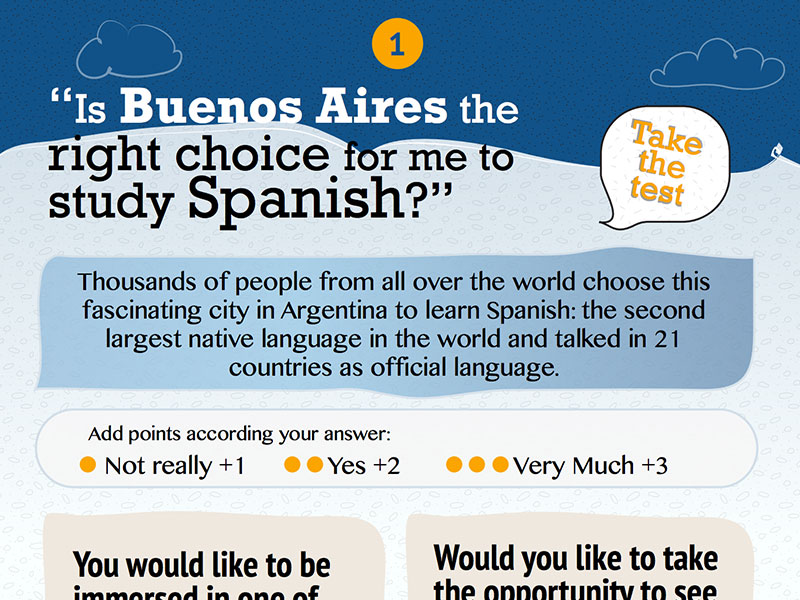 1
“Is Buenos Aires the
right choice for me to
study Spanish?”
Take
the
test
Thousands of people from all over the world choose this
fascinating city in Argentina to learn Spanish: the second
largest native language in the world and talked in 21
countries as official language.
Add points according your answer:
Not really +1 Yes +2 Very Much +3
You would like to be
immersed in one of
Would you like to take
the opportunity to see